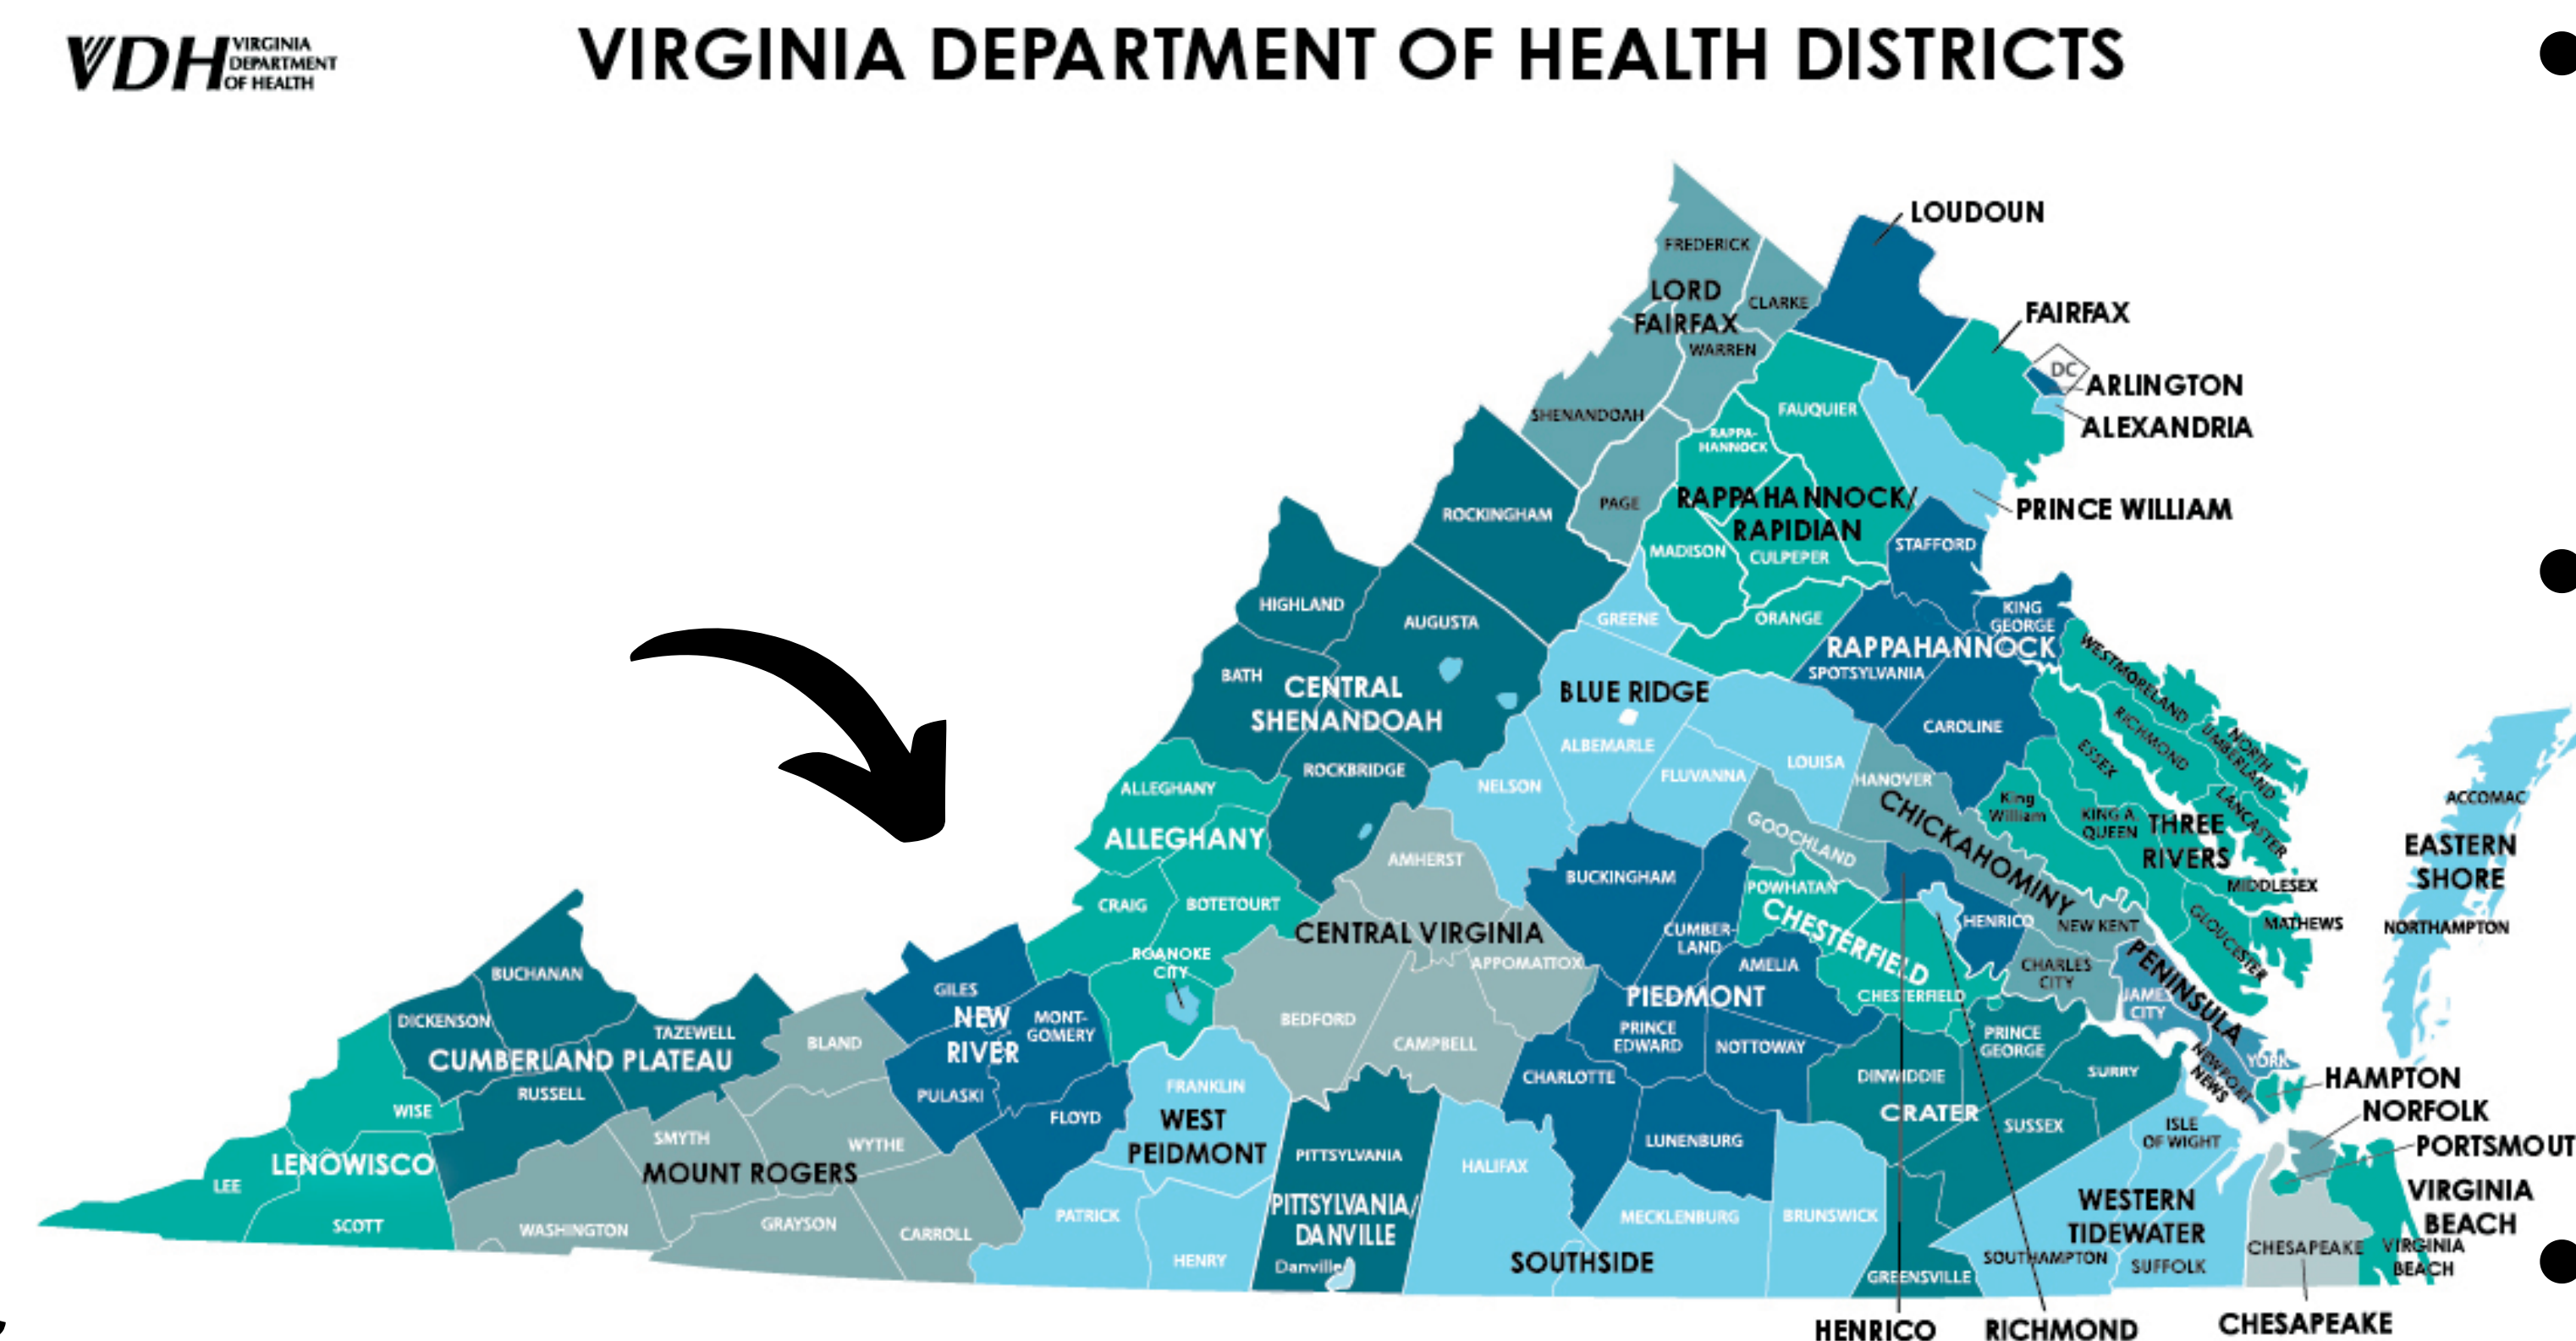 VDH VIRGINIA
DEPARTMENT
OF HEALTH
VIRGINIA DEPARTMENT OF HEALTH DISTRICTS
LOUDOUN
FREDERICK
LORD
FAIRFAX
CLARKE
WARREN
SHENANDOAH
PAGE
FAIRFAX
DC
ARLINGTON
ALEXANDRIA
PRINCE WILLIAM
FAUQUIER
RAPPA-
HANNOCK
RAPPAHANNOCK/
RAPIDIAN
MADISON
CULPEPER
ORANGE
STAFFORD
KING
GEORGE
RAPPAHANNOCK
SPOTSYLVANIA
CAROLINE
ROCKINGHAM
HIGHLAND
AUGUSTA
BATH
CENTRAL
SHENANDOAH
ROCKBRIDGE
GREENE
BLUE RIDGE
ALBEMARLE
NELSON
FLUVANNA
LOUISA
HANOVER
CHICKAHOMINY
GOOCHLAND
NEW KENT
CHARLES
CITY
WESTMORELAND
RICHMOND
NORTH
UMBERLAND
ESSEX
LANCASTER
King
William
KING A.
QUEEN
THREE
RIVERS
MIDDLESEX
MATHEWS
GLOUCESTER
ACCOMAC
EASTERN
SHORE
NORTHAMPTON
ALLEGHANY
ALLEGHANY
CRAIG
BOTETOURT
ROANOKE
CITY
AMHERST
CENTRAL VIRGINIA
APPOMATTOX
BEDFORD
CAMPBELL
BUCKINGHAM
CUMBER-
LAND
AMELIA
PIEDMONT
PRINCE
EDWARD
NOTTOWAY
CHARLOTTE
LUNENBURG
POWHATAN
CHESTERFIELD
CHESTERFIELD
HENRICO
PENINSULA
JAMES
CITY
YORK
NEWPORT
NEWS
HAMPTON
NORFOLK
PORTSMOUT
VIRGINIA
BEACH
VIRGINIA
BEACH
CHESAPEAKE
CHESAPEAKE
BUCHANAN
DICKENSON
TAZEWELL
CUMBERLAND PLATEAU
RUSSELL
WISE
LENOWISCO
LEE
SCOTT
BLAND
SMYTH
WYTHE
MOUNT ROGERS
WASHINGTON
GRAYSON
CARROLL
GILES
NEW
RIVER
MONT-
GOMERY
PULASKI
FLOYD
FRANKLIN
WEST
PEIDMONT
PATRICK
HENRY
PITTSYLVANIA
PITTSYLVANIA/
DANVILLE
Danville
HALIFAX
MECKLENBURG
BRUNSWICK
SOUTHSIDE
PRINCE
GEORGE
DINWIDDIE
SURRY
CRATER
SUSSEX
GREENSVILLE
ISLE
OF WIGHT
WESTERN
TIDEWATER
SOUTHAMPTON
SUFFOLK
HENRICO
RICHMOND